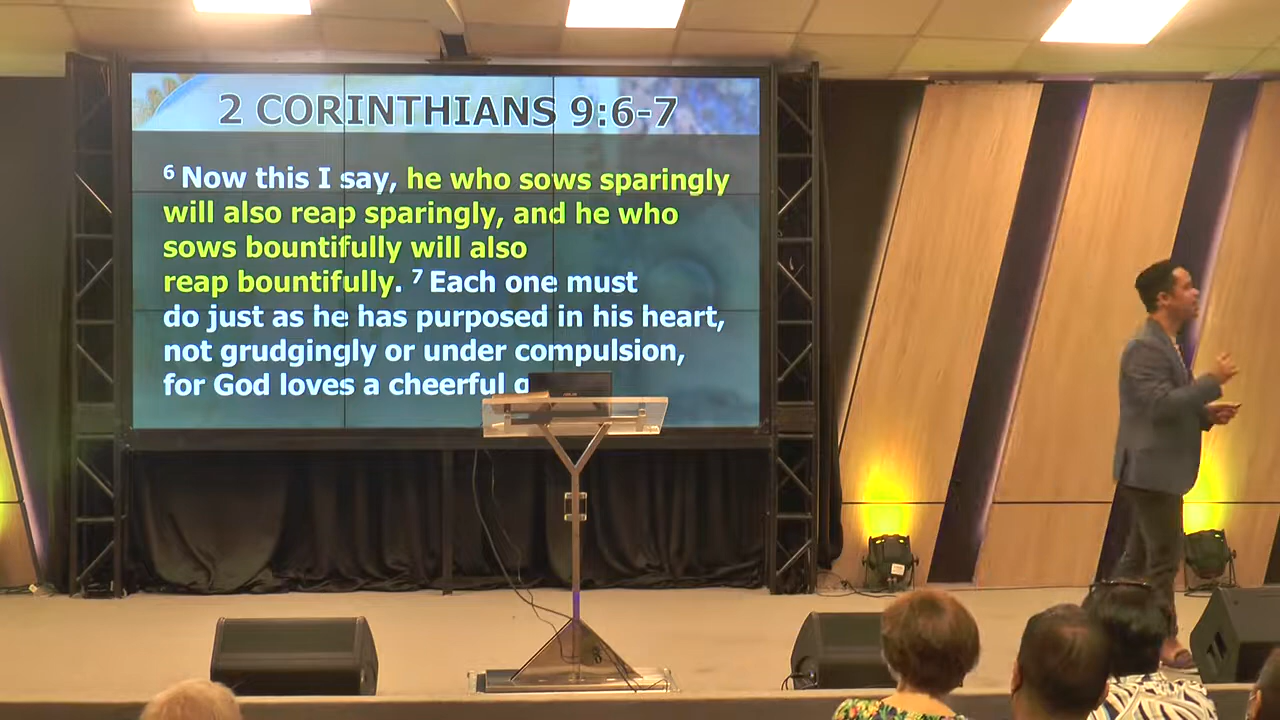 2 CORINTHIANS 9:6-7
6 Now this I say, he who sows sparingly
will also reap sparingly, and he who
sows bountifully will also
reap bountifully. 7 Each one must
do just as he has purposed in his heart,
not grudgingly or under compulsion,
for God loves a cheerful g